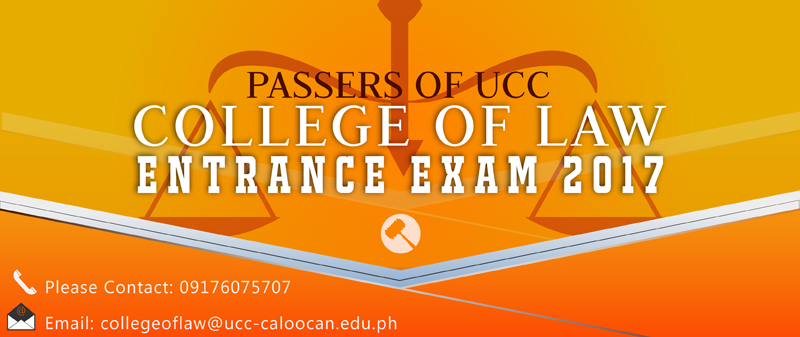 PASSERS OF UCC
COLLEGE OF LAW
ENTRANCE EXAM 2017
Please Contact: 09176075707
Email: collegeoflaw@ucc-caloocan.edu.ph